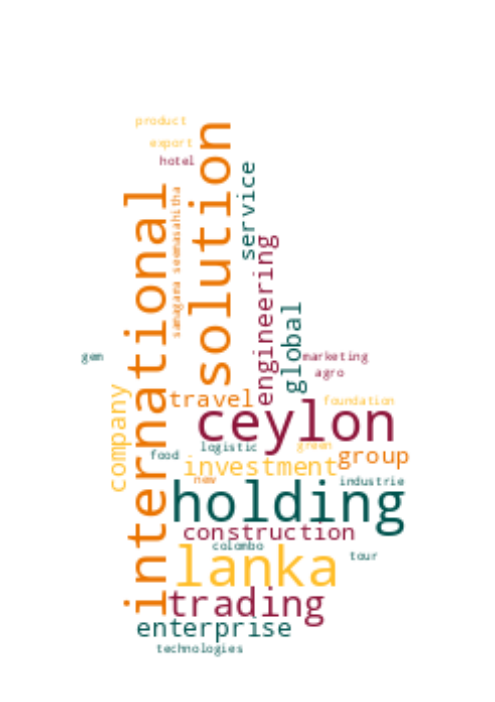 product
export
solution
hotel
service
international
samagara seemasahitha
engineering
global
gem
marketing
agro
company
travel
foundation
ceylon
logistic
green
food
investment
group
new
industrie
holding
construction
colombo
tour
lanka
trading
enterprise
technologies